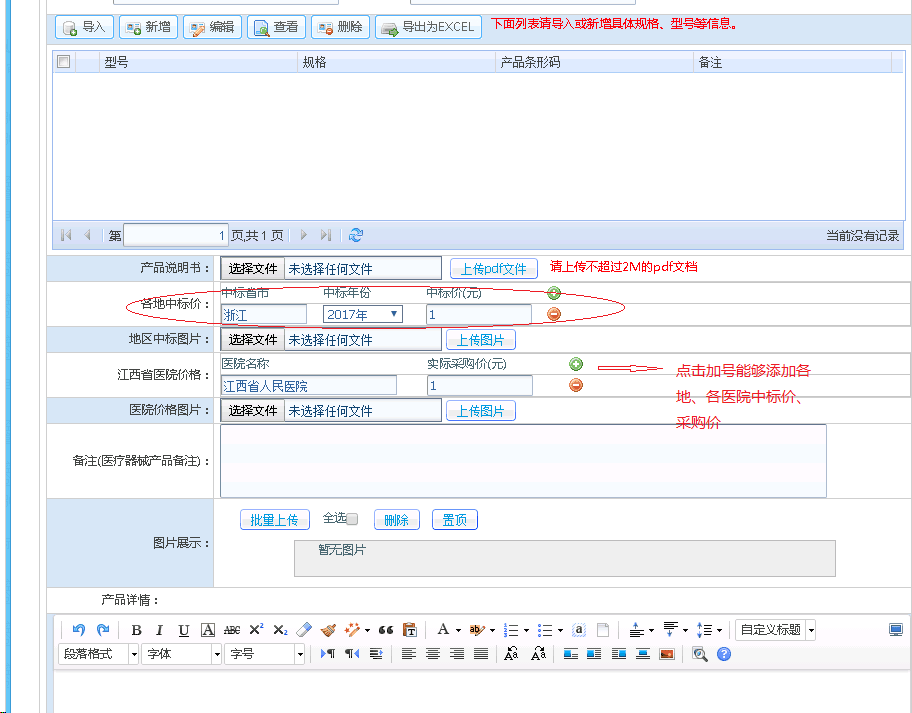 导入 新增 编辑 查看 删除 导出为EXCEL 下面列表请导入或新增具体规格、型号等信息。
型号 规格 产品条形码 备注
第 1 页,共 1 页 当前没有记录
产品说明书： 选择文件 未选择任何文件 上传pdf文件 请上传不超过2M的pdf文档
中标省市 中标年份 中标价(元)
各地中标价：
浙江 2017年 1
地区中标图片： 选择文件 未选择任何文件 上传图片
医院名称 实际采购价(元)
江西省医院价格：
江西省人民医院 1
点击加号能够添加各
地、各医院中标价、
采购价
医院价格图片： 选择文件 未选择任何文件 上传图片
备注(医疗器械产品备注)：
批量上传 全选 删除 置顶
图片展示：
暂无图片
产品详情：
B I U A ABC X² X₂ A ab a 自定义标题
段落格式 字体 字号